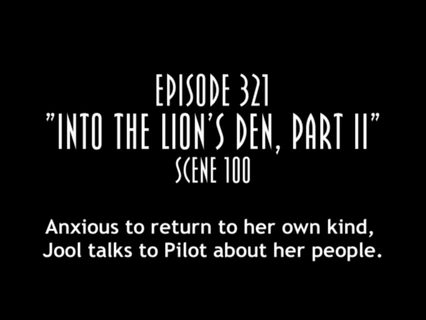 EPISODE 321
"INTO THE LION'S DEN, PART II"
SCENE 100
Anxious to return to her own kind,
Jool talks to Pilot about her people.